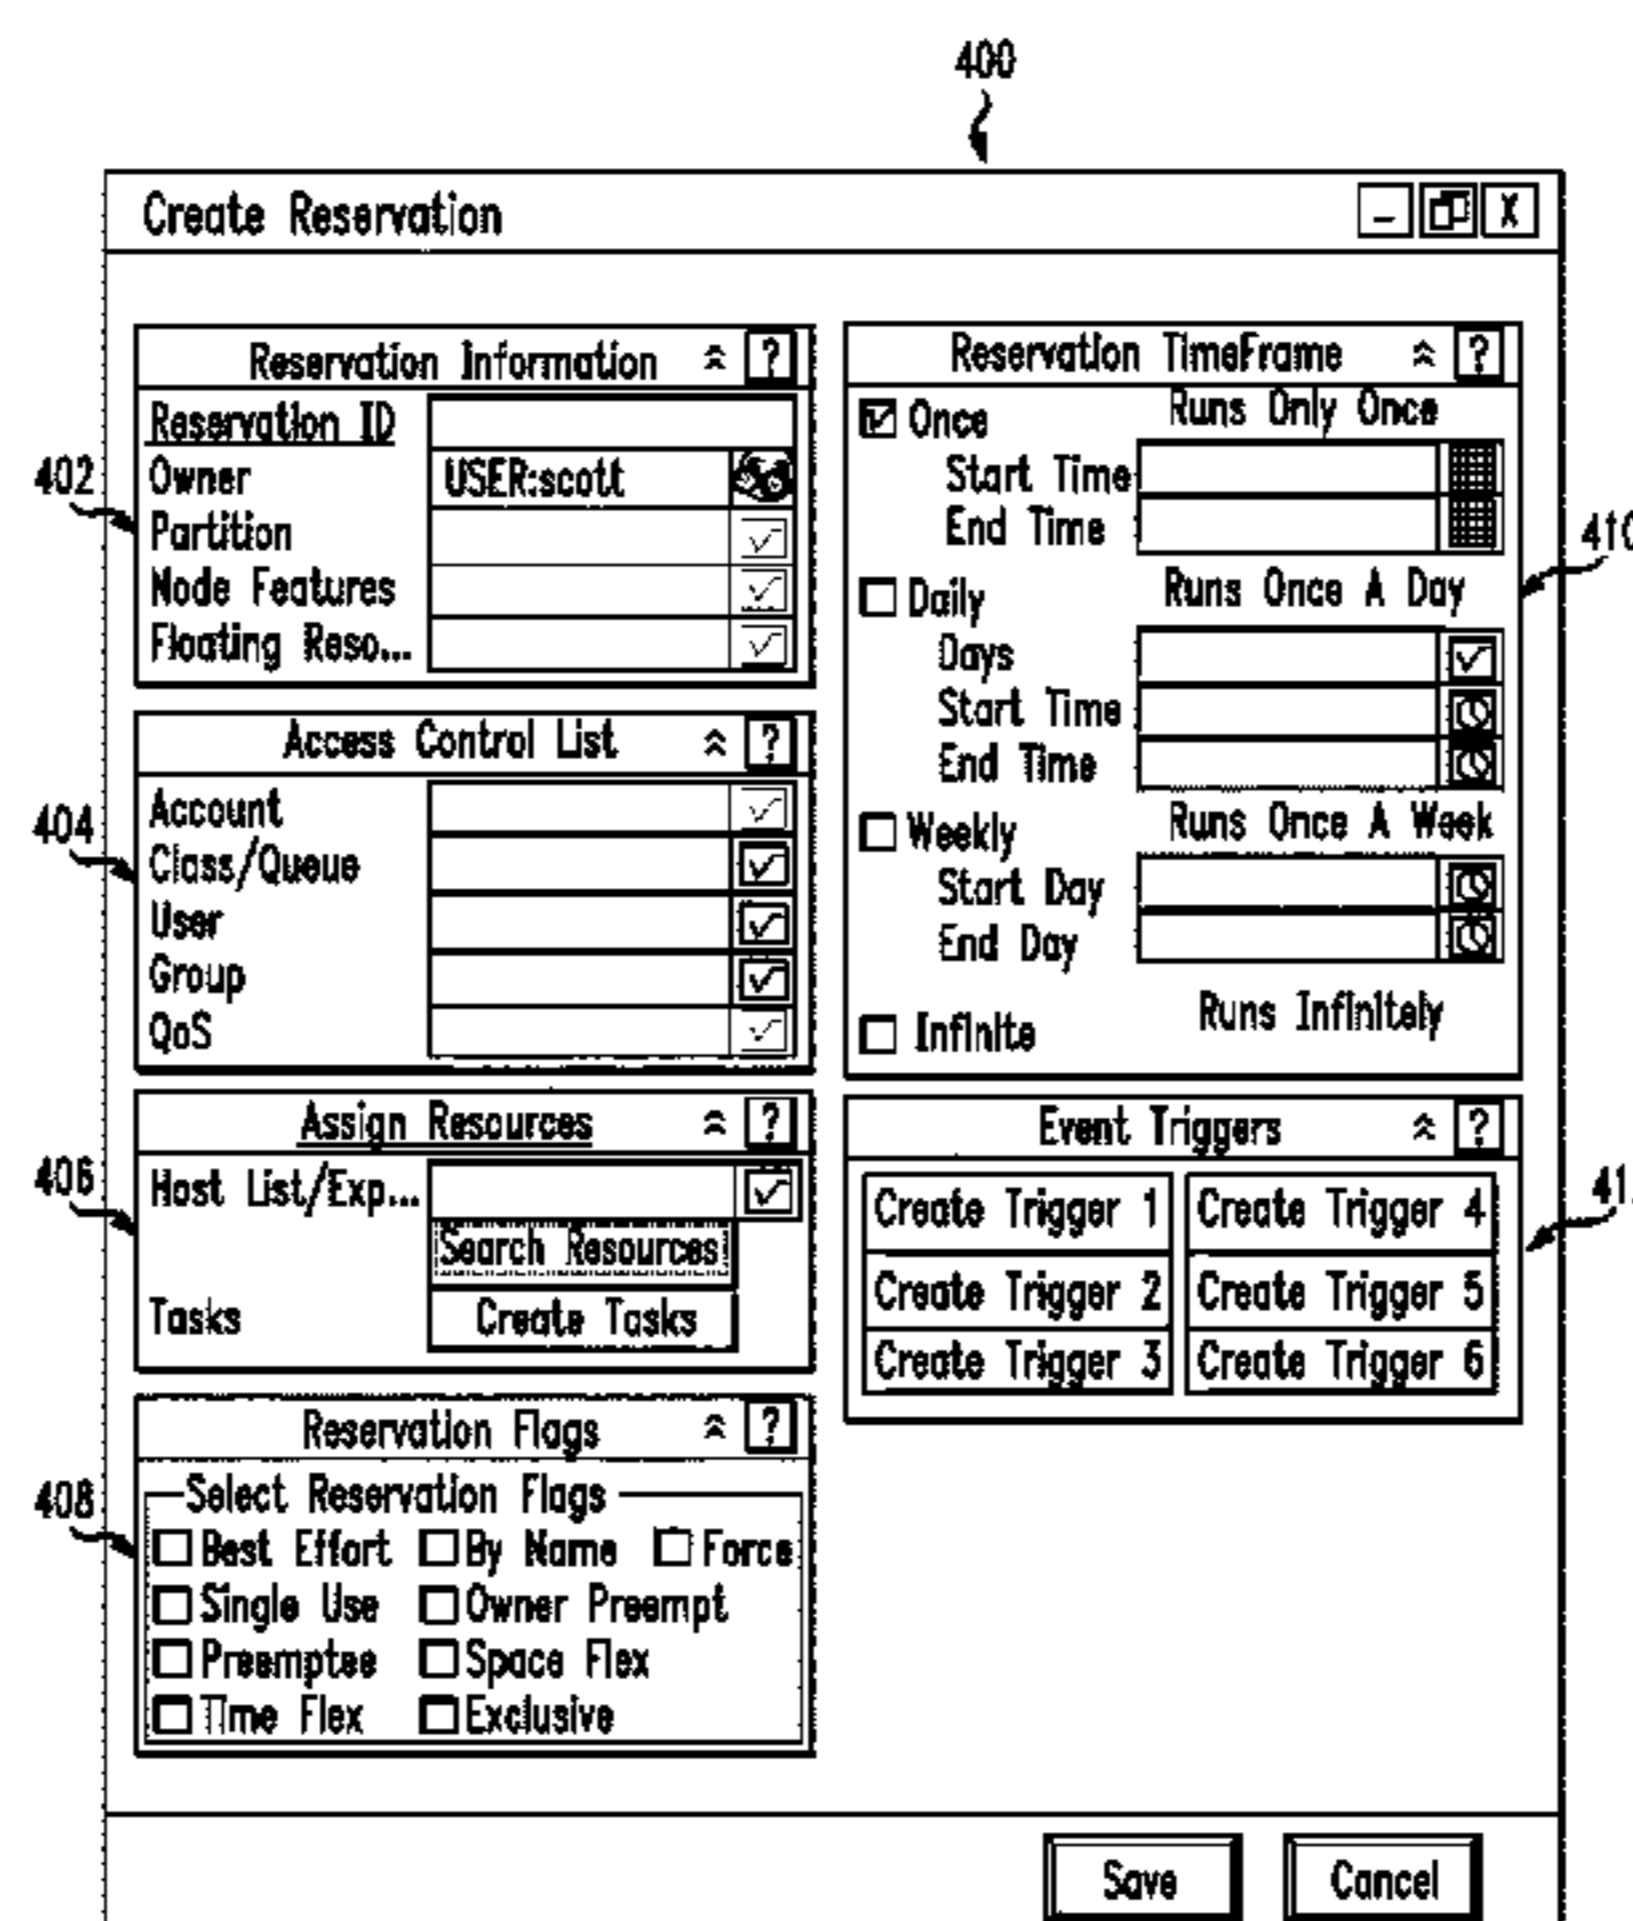 400
Create Reservation
Reservation Information ?
Reservation ID
402
Owner USER:scott
Partition
Node Features
Floating Reso...
Access Control List ?
Account
404
Class/Queue
User
Group
QoS
Assign Resources ?
406
Host List/Exp...
Search Resources
Tasks Create Tasks
Reservation Flags ?
408
Select Reservation Flags
Best Effort By Name Force
Single Use Owner Preempt
Preemptee Space Flex
Time Flex Exclusive
Reservation TimeFrame ?
Once Runs Only Once
Start Time
End Time
410
Daily Runs Once A Day
Days
Start Time
End Time
Weekly Runs Once A Week
Start Day
End Day
Infinite Runs Infinitely
Event Triggers ?
Create Trigger 1 Create Trigger 4
Create Trigger 2 Create Trigger 5
Create Trigger 3 Create Trigger 6
Save Cancel